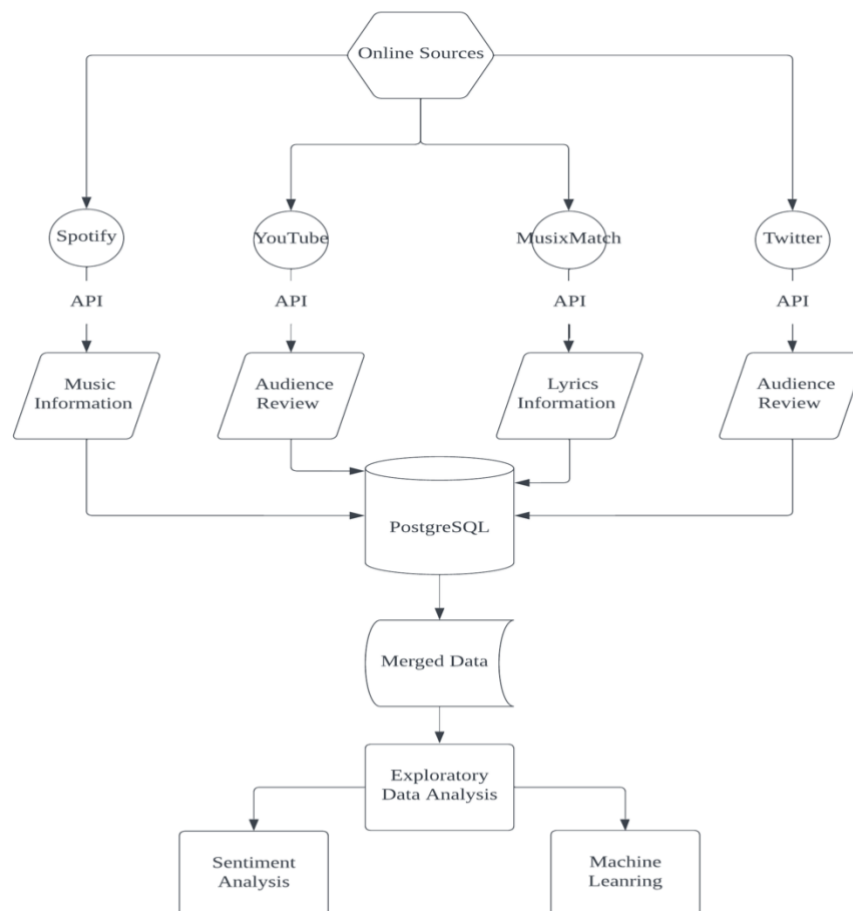 Online Sources
Spotify
YouTube
MusixMatch
Twitter
API
API
API
API
Music
Information
Audience
Review
Lyrics
Information
Audience
Review
PostgreSQL
Merged Data
Exploratory
Data Analysis
Sentiment
Analysis
Machine
Leanring